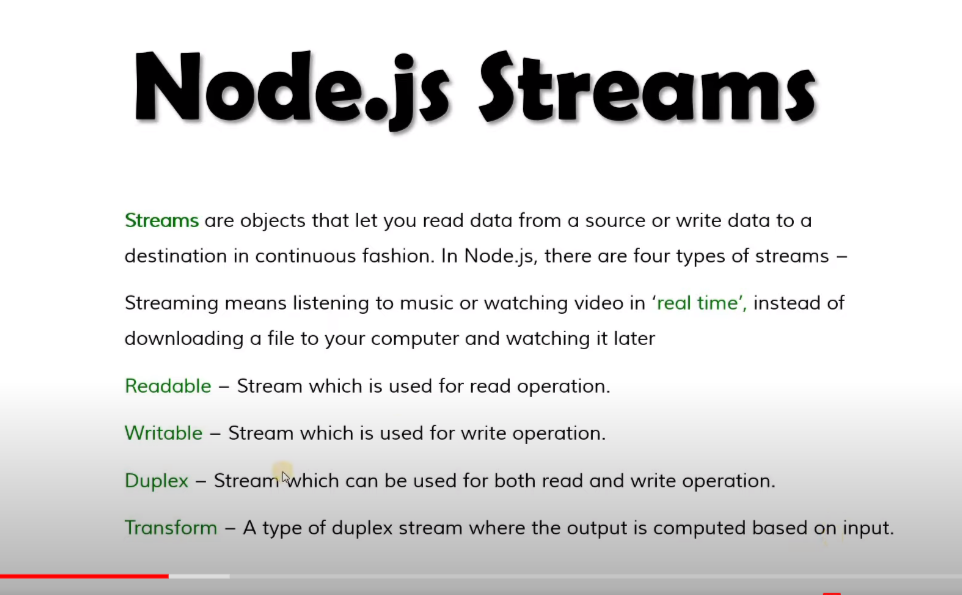 Node.js Streams
Streams are objects that let you read data from a source or write data to a
destination in continuous fashion. In Node.js, there are four types of streams –
Streaming means listening to music or watching video in ‘real time’, instead of
downloading a file to your computer and watching it later
Readable – Stream which is used for read operation.
Writable – Stream which is used for write operation.
Duplex – Stream which can be used for both read and write operation.
Transform – A type of duplex stream where the output is computed based on input.